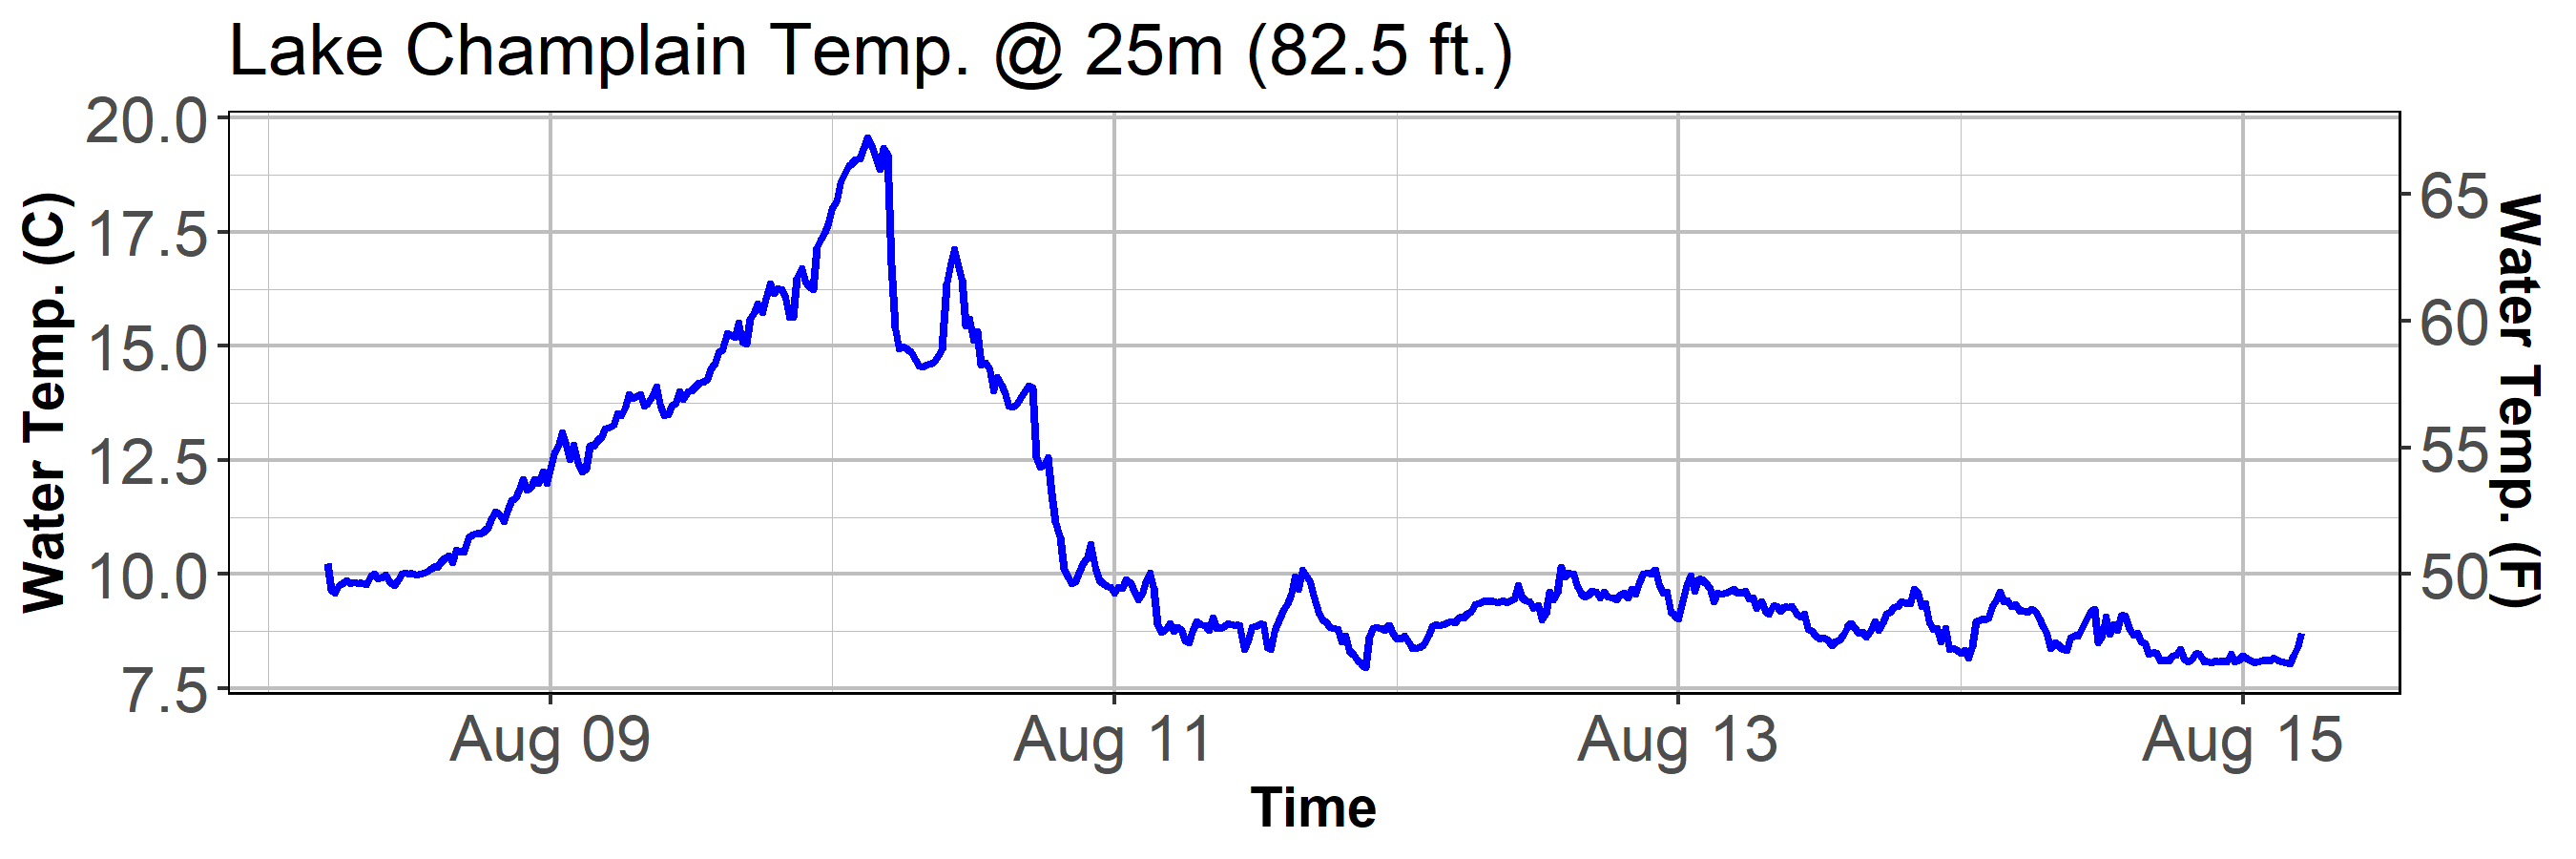 Lake Champlain Temp. @ 25m (82.5 ft.)
Water Temp. (C)
20.0
17.5
15.0
12.5
10.0
7.5
65
60
55
50
Water Temp. (F)
Aug 09
Aug 11
Aug 13
Aug 15
Time